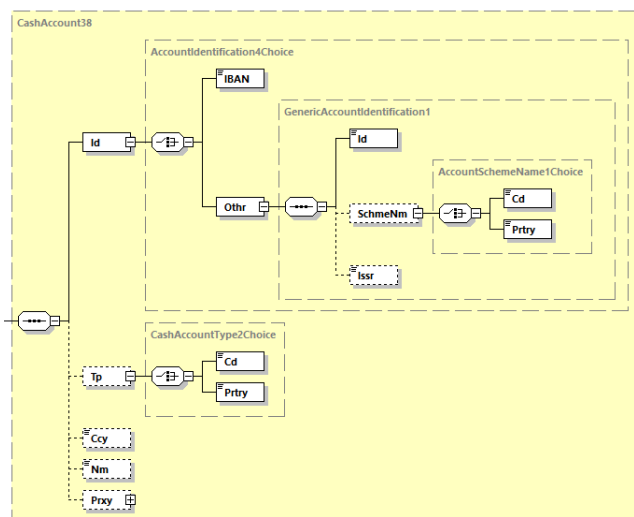 CashAccount38
AccountIdentification4Choice
IBAN
GenericAccountIdentification1
Id
Id
AccountSchemeName1Choice
Cd
Othr
SchmeNm
Prtry
Issr
CashAccountType2Choice
Cd
Tp
Prtry
Ccy
Nm
Prxy